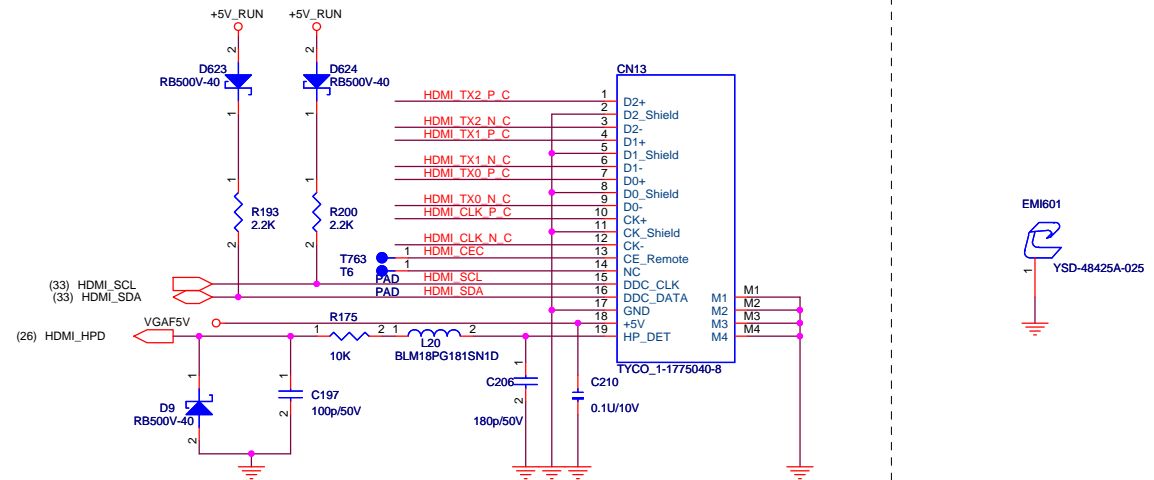 +5V_RUN +5V_RUN
2 2
D623 D624
RB500V-40 RB500V-40
1 1
1 1
R193 R200
2.2K 2.2K
2 2
CN13
HDMI_TX2_P_C 1 D2+
2 D2_Shield
HDMI_TX2_N_C 3 D2-
HDMI_TX1_P_C 4 D1+
5 D1_Shield
HDMI_TX1_N_C 6 D1-
HDMI_TX0_P_C 7 D0+
8 D0_Shield
HDMI_TX0_N_C 9 D0-
HDMI_CLK_P_C 10 CK+
11 CK_Shield
HDMI_CLK_N_C 12 CK-
T763 1 HDMI_CEC 13 CE_Remote
T6 1 14 NC
PAD HDMI_SCL 15 DDC_CLK
PAD HDMI_SDA 16 DDC_DATA
17 GND
18 +5V
19 HP_DET
M1 M1
M2 M2
M3 M3
M4 M4
TYCO_1-1775040-8
(33) HDMI_SCL
(33) HDMI_SDA
VGAF5V
(26) HDMI_HPD
R175
1 2
10K
1 2
L20
BLM18PG181SN1D
1
D9
RB500V-40
2
1
C197
100p/50V
2
1
C206
2
180p/50V
1
C210
0.1U/10V
2
EMI601
YSD-48425A-025
1